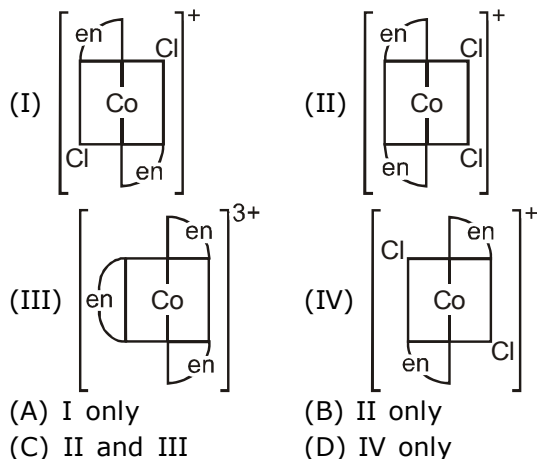 (I) en Cl Co Cl en +
(II) en Cl Co Cl en +
(III) en en Co en 3+
(IV) Cl en Co en Cl +
(A) I only (B) II only
(C) II and III (D) IV only